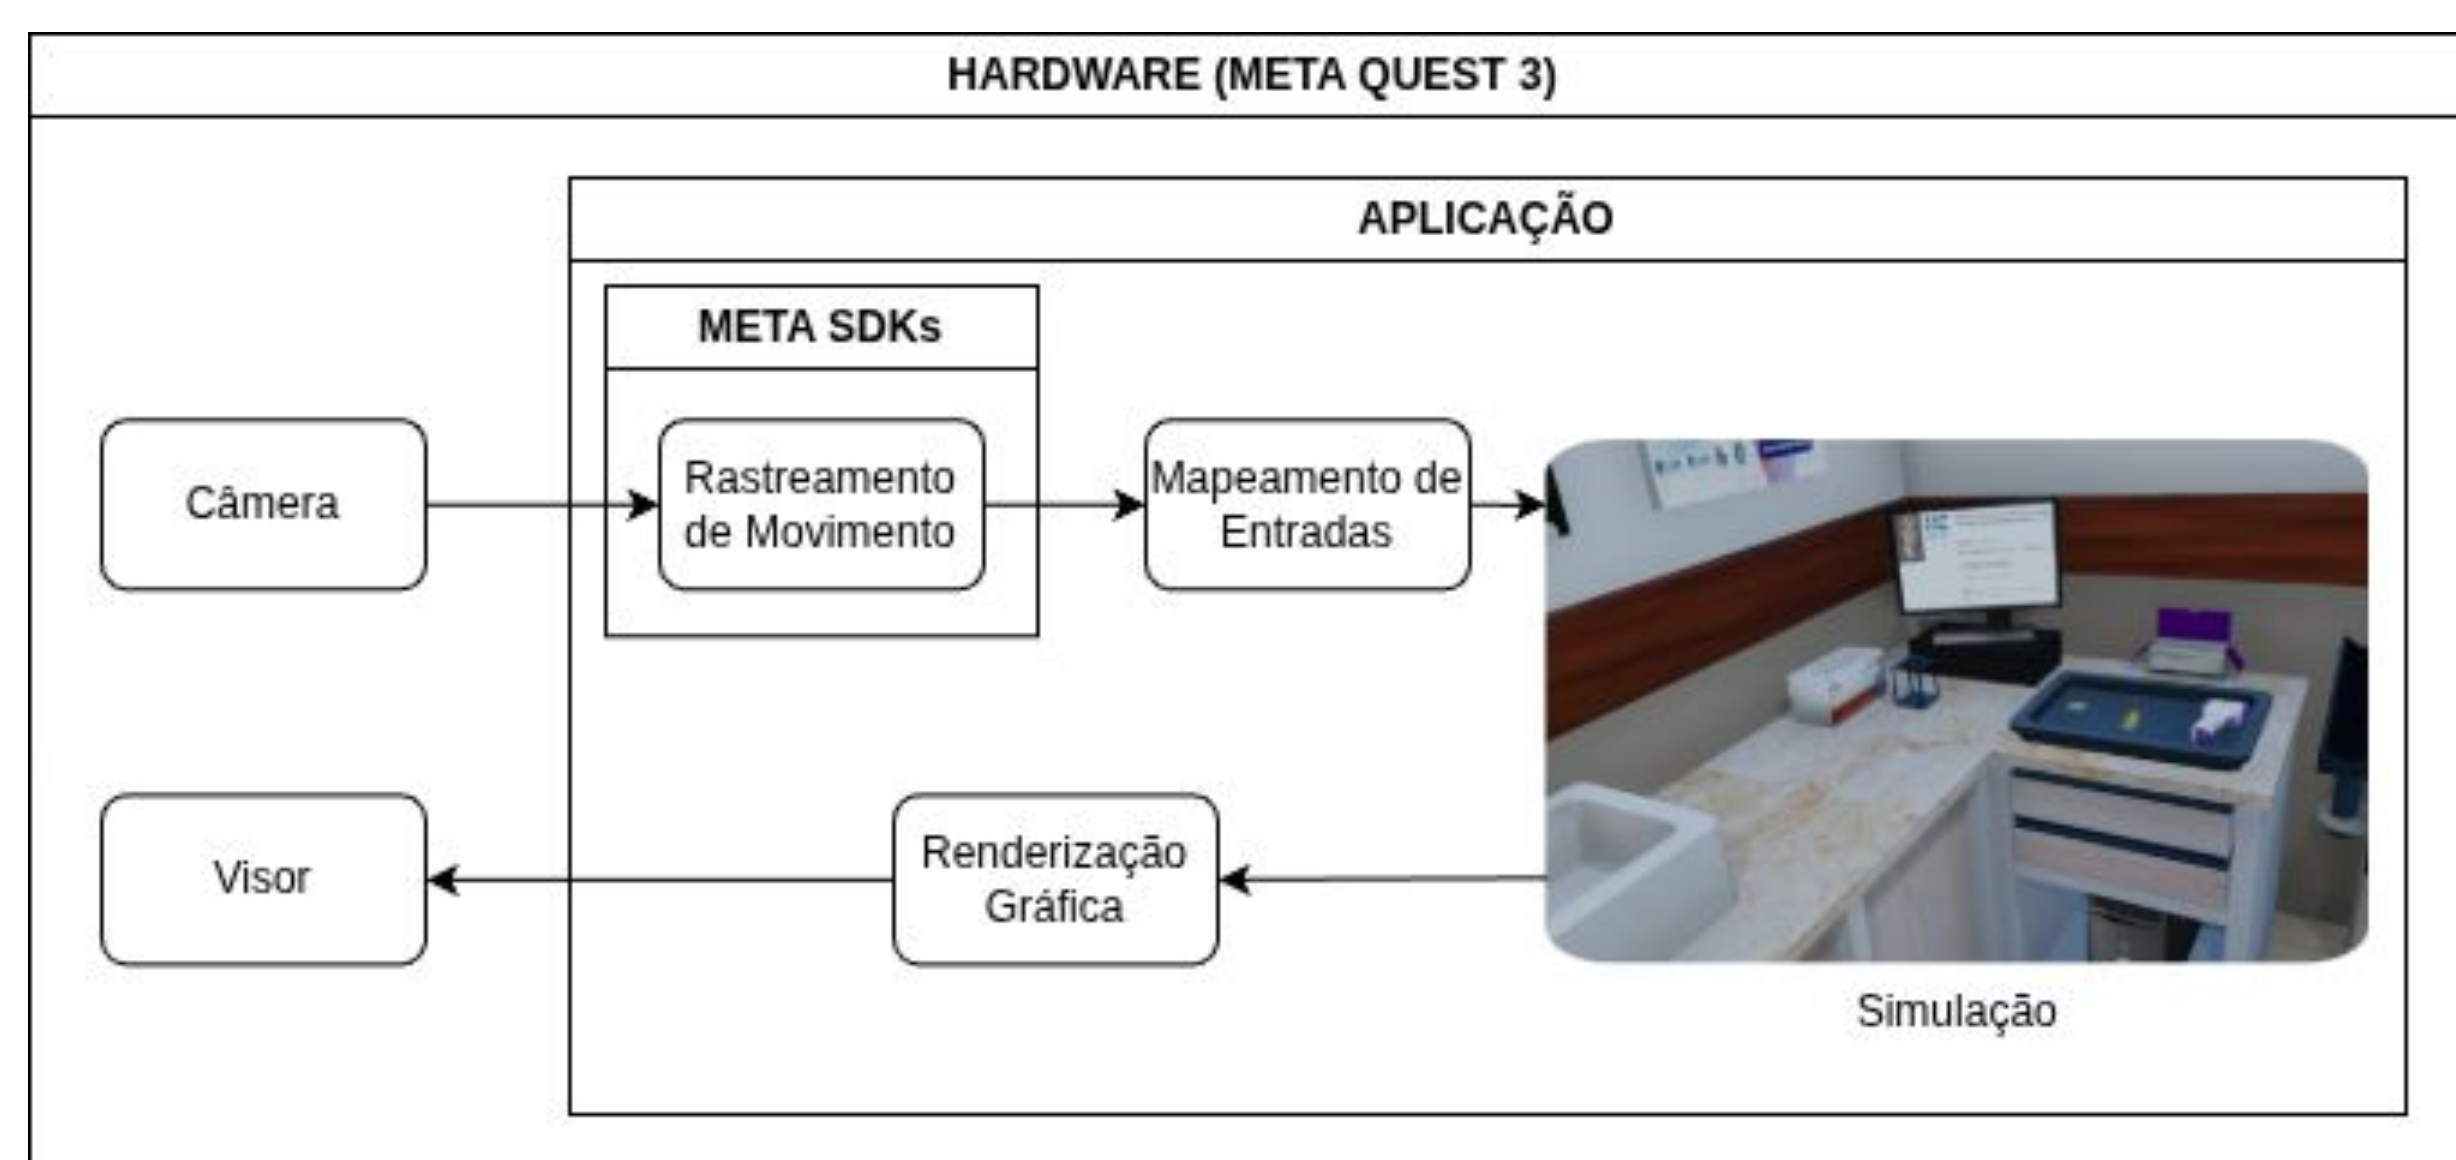 HARDWARE (META QUEST 3)
APLICAÇÃO
META SDKs
Câmera
Rastreamento
de Movimento
Mapeamento de
Entradas
Visor
Renderização
Gráfica
Simulação